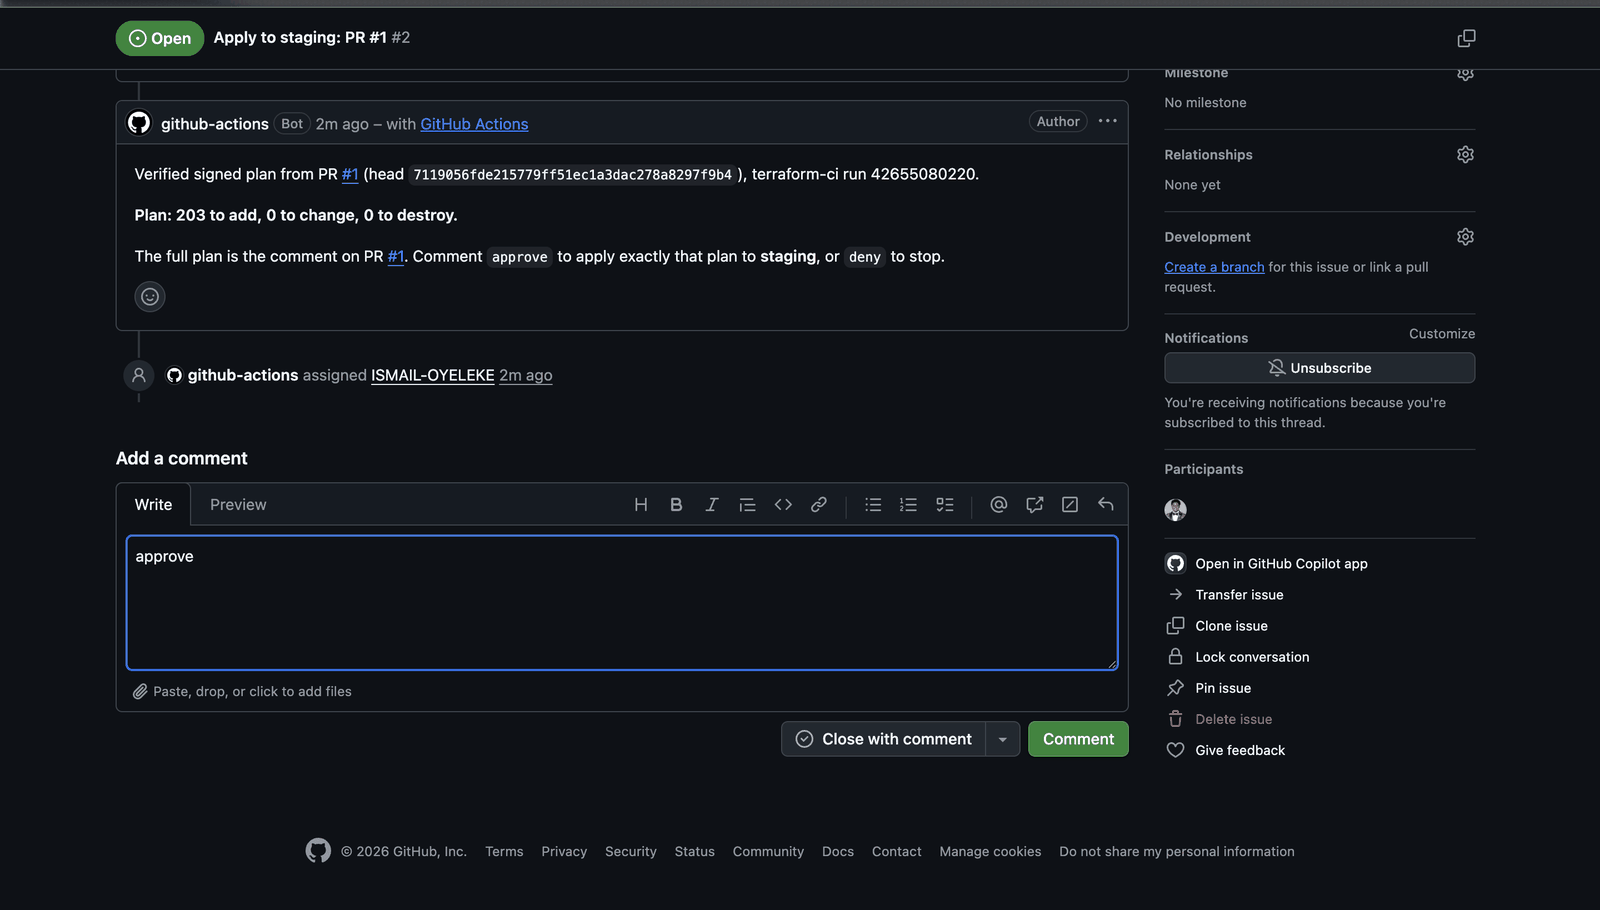 Open Apply to staging: PR #1 #2
Milestone
No milestone
github-actions Bot 2m ago – with GitHub Actions Author
Verified signed plan from PR #1 (head 7119056fde215779ff51ec1a3dac278a8297f9b4), terraform-ci run 42655080220.
Plan: 203 to add, 0 to change, 0 to destroy.
The full plan is the comment on PR #1. Comment approve to apply exactly that plan to staging, or deny to stop.
github-actions assigned ISMAIL-OYELEKE 2m ago
Relationships
None yet
Development
Create a branch for this issue or link a pull
request.
Notifications Customize
Unsubscribe
You're receiving notifications because you're
subscribed to this thread.
Participants
Add a comment
Write Preview
approve
Paste, drop, or click to add files
Close with comment Comment
Open in GitHub Copilot app
Transfer issue
Clone issue
Lock conversation
Pin issue
Delete issue
Give feedback
© 2026 GitHub, Inc. Terms Privacy Security Status Community Docs Contact Manage cookies Do not share my personal information